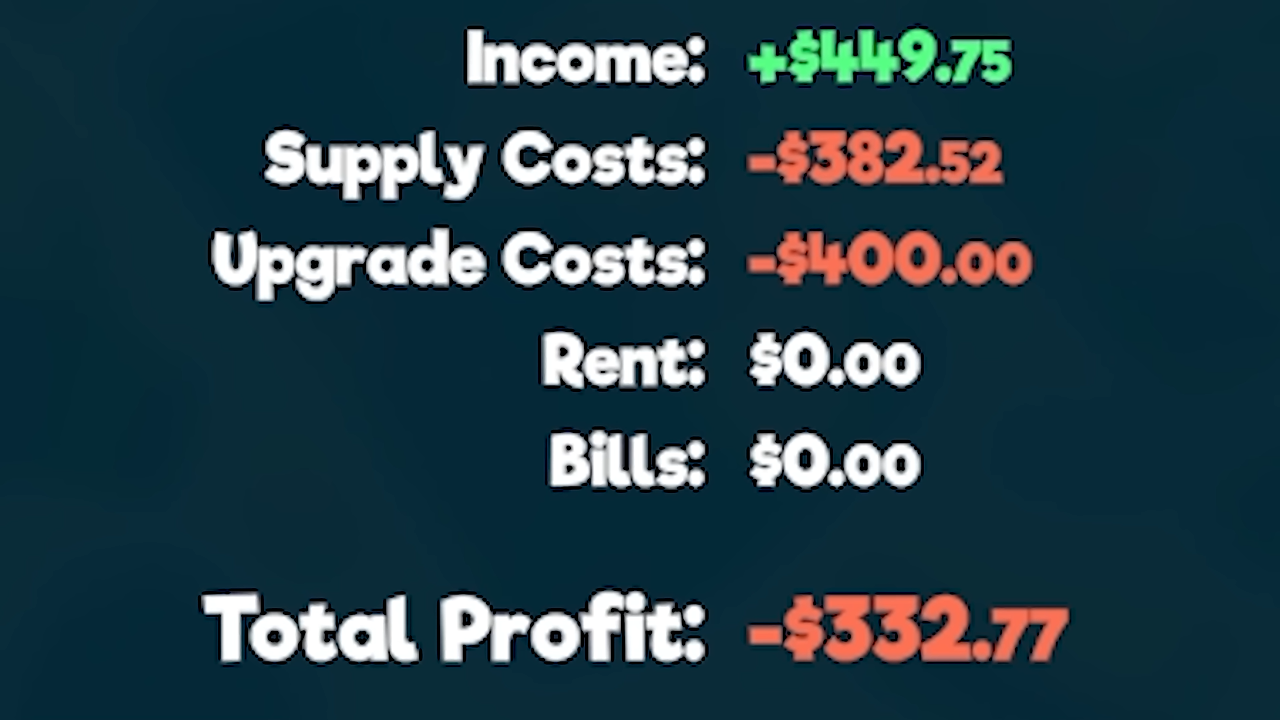 Income: +$449.75
Supply Costs: -$382.52
Upgrade Costs: -$400.00
Rent: $0.00
Bills: $0.00
Total Profit: -$332.77